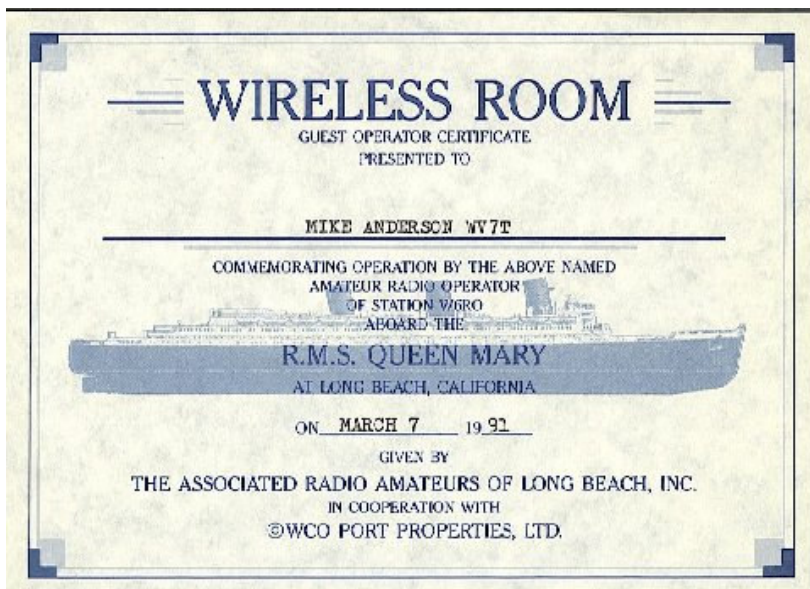 WIRELESS ROOM
GUEST OPERATOR CERTIFICATE
PRESENTED TO
MIKE ANDERSON WV7T
COMMEMORATING OPERATION BY THE ABOVE NAMED
AMATEUR RADIO OPERATOR
OF STATION W6RO
ABOARD THE
R.M.S. QUEEN MARY
AT LONG BEACH, CALIFORNIA
ON MARCH 7 19 91
GIVEN BY
THE ASSOCIATED RADIO AMATEURS OF LONG BEACH, INC.
IN COOPERATION WITH
©WCO PORT PROPERTIES, LTD.